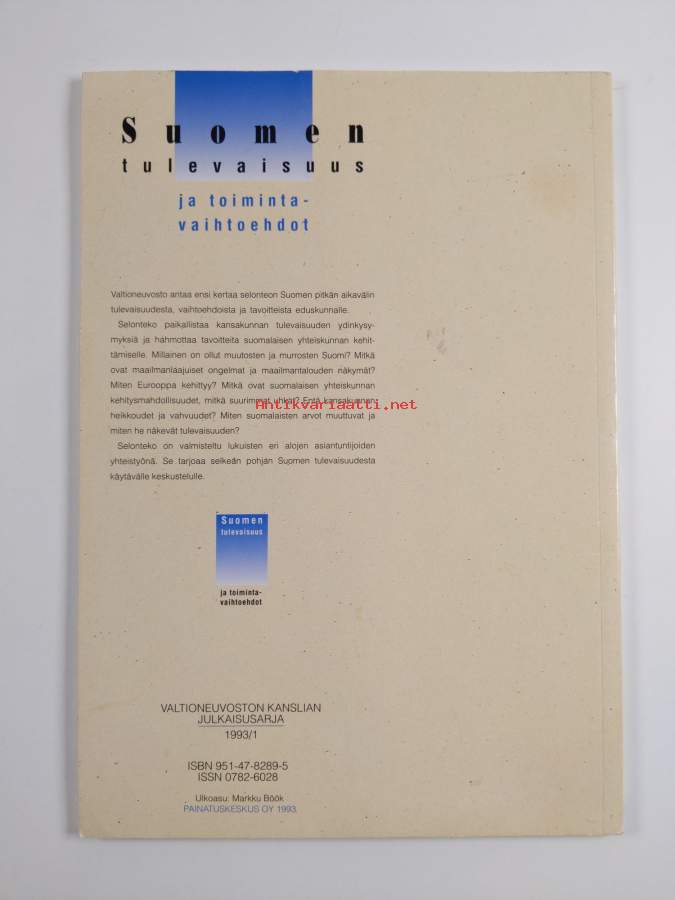 Suomen
tulevaisuus
ja toiminta-
vaihtoehdot
Valtioneuvosto antaa ensi kertaa selonteon Suomen pitkän aikavälin
tulevaisuudesta, vaihtoehdoista ja tavoitteista eduskunnalle.
Selonteko paikallistaa kansakunnan tulevaisuuden ydinkysy-
myksiä ja hahmottaa tavoitteita suomalaisen yhteiskunnan kehit-
tämiselle. Millainen on ollut muutosten ja murrosten Suomi? Mitkä
ovat maailmanlaajuiset ongelmat ja maailmantalouden näkymät?
Miten Eurooppa kehittyy? Mitkä ovat suomalaisen yhteiskunnan
kehitysmahdollisuudet, mitkä suurimmat uhkat? Entä kansakunnan
Antikvariaatti.net
heikkoudet ja vahvuudet? Miten suomalaisten arvot muuttuvat ja
miten he näkevät tulevaisuuden?
Selonteko on valmisteltu lukuisten eri alojen asiantuntijoiden
yhteistyönä. Se tarjoaa selkeän pohjan Suomen tulevaisuudesta
käytävälle keskustelulle.
Suomen
tulevaisuus
ja toiminta-
vaihtoehdot
VALTIONEUVOSTON KANSLIAN
JULKAISUSARJA
1993/1
ISBN 951-47-8289-5
ISSN 0782-6028
Ulkoasu: Markku Böök
PAINATUSKESKUS OY 1993